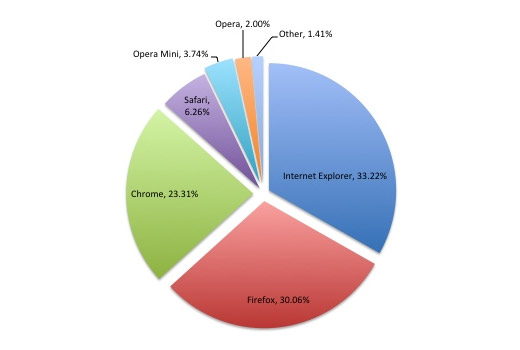 Opera, 2.00%
Other, 1.41%
Opera Mini, 3.74%
Safari,
6.26%
Internet Explorer, 33.22%
Chrome, 23.31%
Firefox, 30.06%